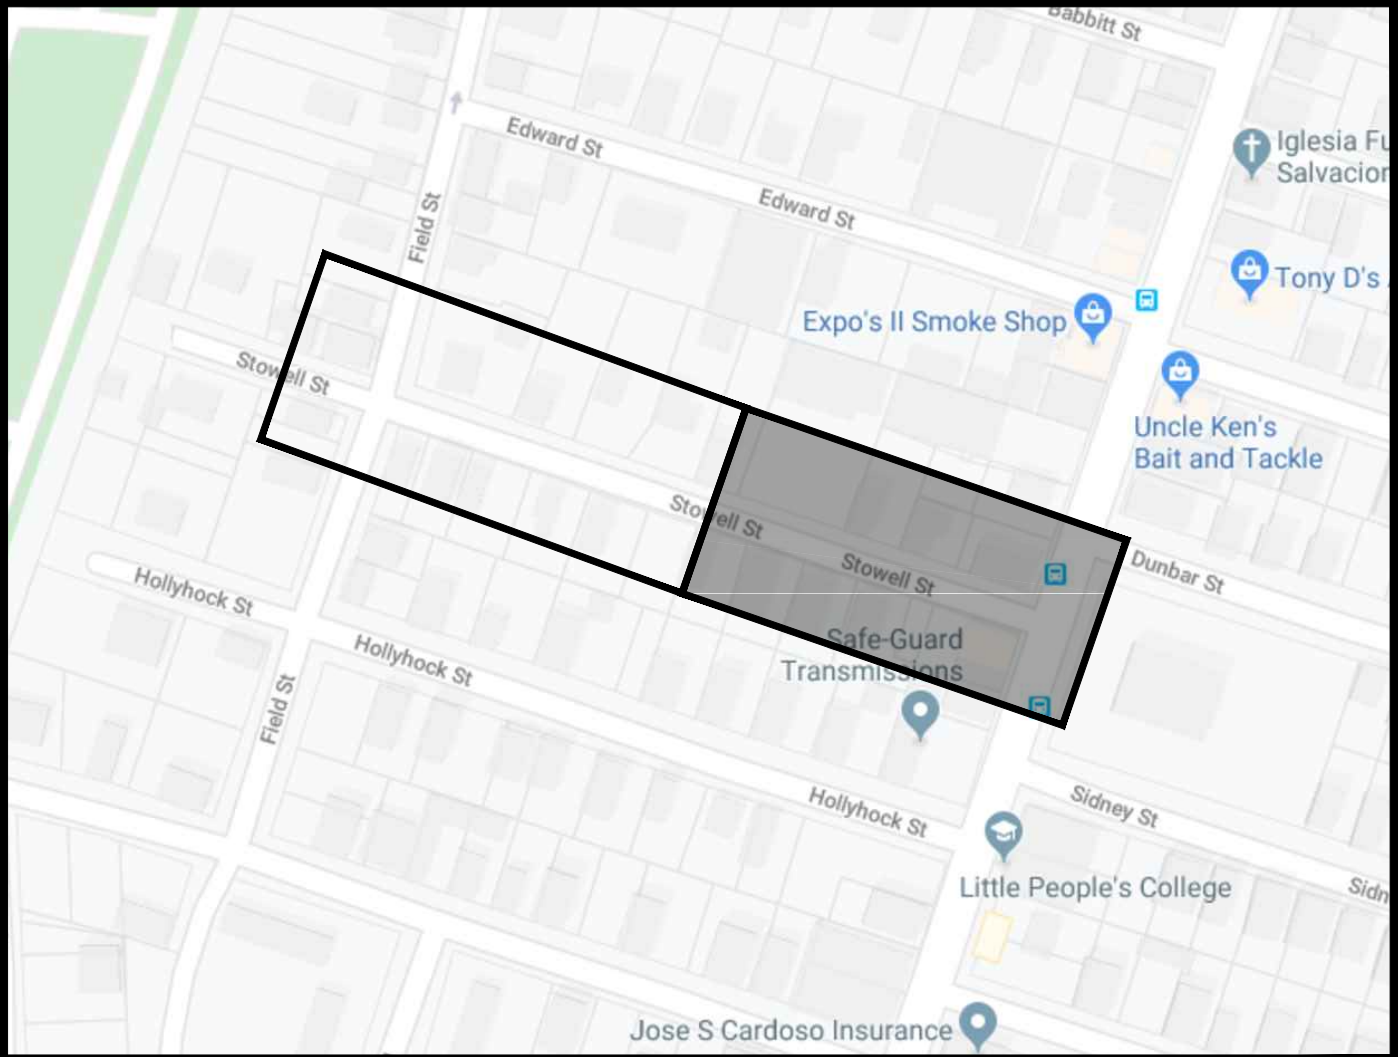 Babbitt St
Edward St
Iglesia Fu
Salvacion
Edward St
Field St
Tony D's
Expo's II Smoke Shop
Stowell St
Uncle Ken's
Bait and Tackle
Stowell St
Dunbar St
Stowell St
Hollyhock St
Safe-Guard
Transmissions
Hollyhock St
Field St
Hollyhock St
Sidney St
Little People's College
Sidn
Jose S Cardoso Insurance